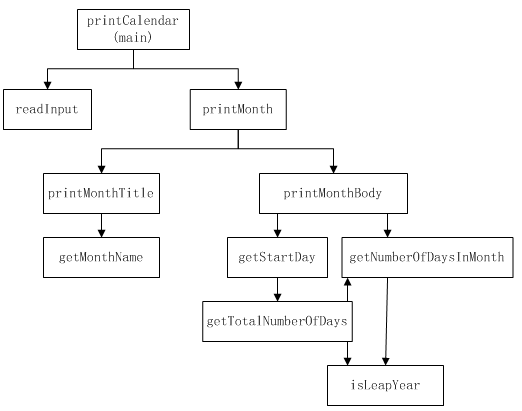 printCalendar
(main)
readInput
printMonth
printMonthTitle
printMonthBody
getMonthName
getStartDay
getNumberOfDaysInMonth
getTotalNumberOfDays
isLeapYear